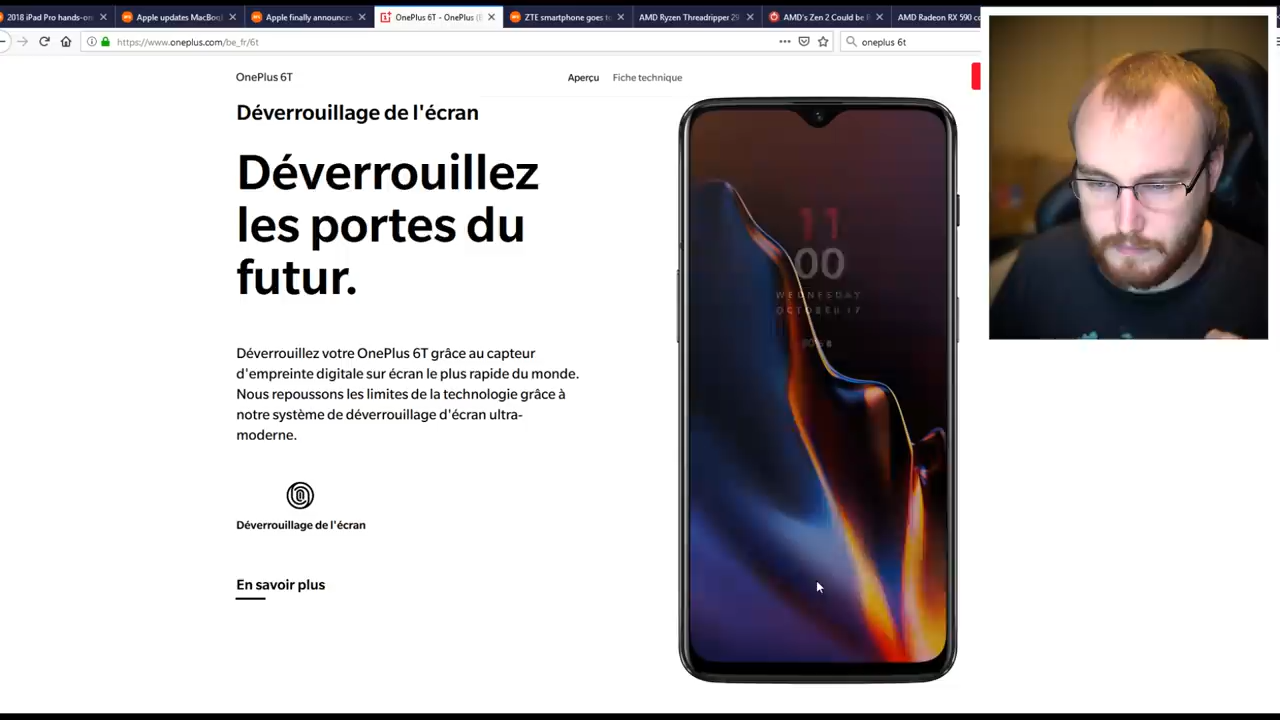 2018 iPad Pro hands-on
Apple updates MacBook
Apple finally announces
OnePlus 6T - OnePlus (B
ZTE smartphone goes to
AMD Ryzen Threadripper 29
AMD's Zen 2 Could be
AMD Radeon RX 590 co
https://www.oneplus.com/be_fr/6t
oneplus 6t
OnePlus 6T
Aperçu
Fiche technique
Déverrouillage de l'écran
Déverrouillez
les portes du
futur.
Déverrouillez votre OnePlus 6T grâce au capteur
d'empreinte digitale sur écran le plus rapide du monde.
Nous repoussons les limites de la technologie grâce à
notre système de déverrouillage d'écran ultra-
moderne.
Déverrouillage de l'écran
En savoir plus
11
00
WEDNESDAY
OCTOBER 17